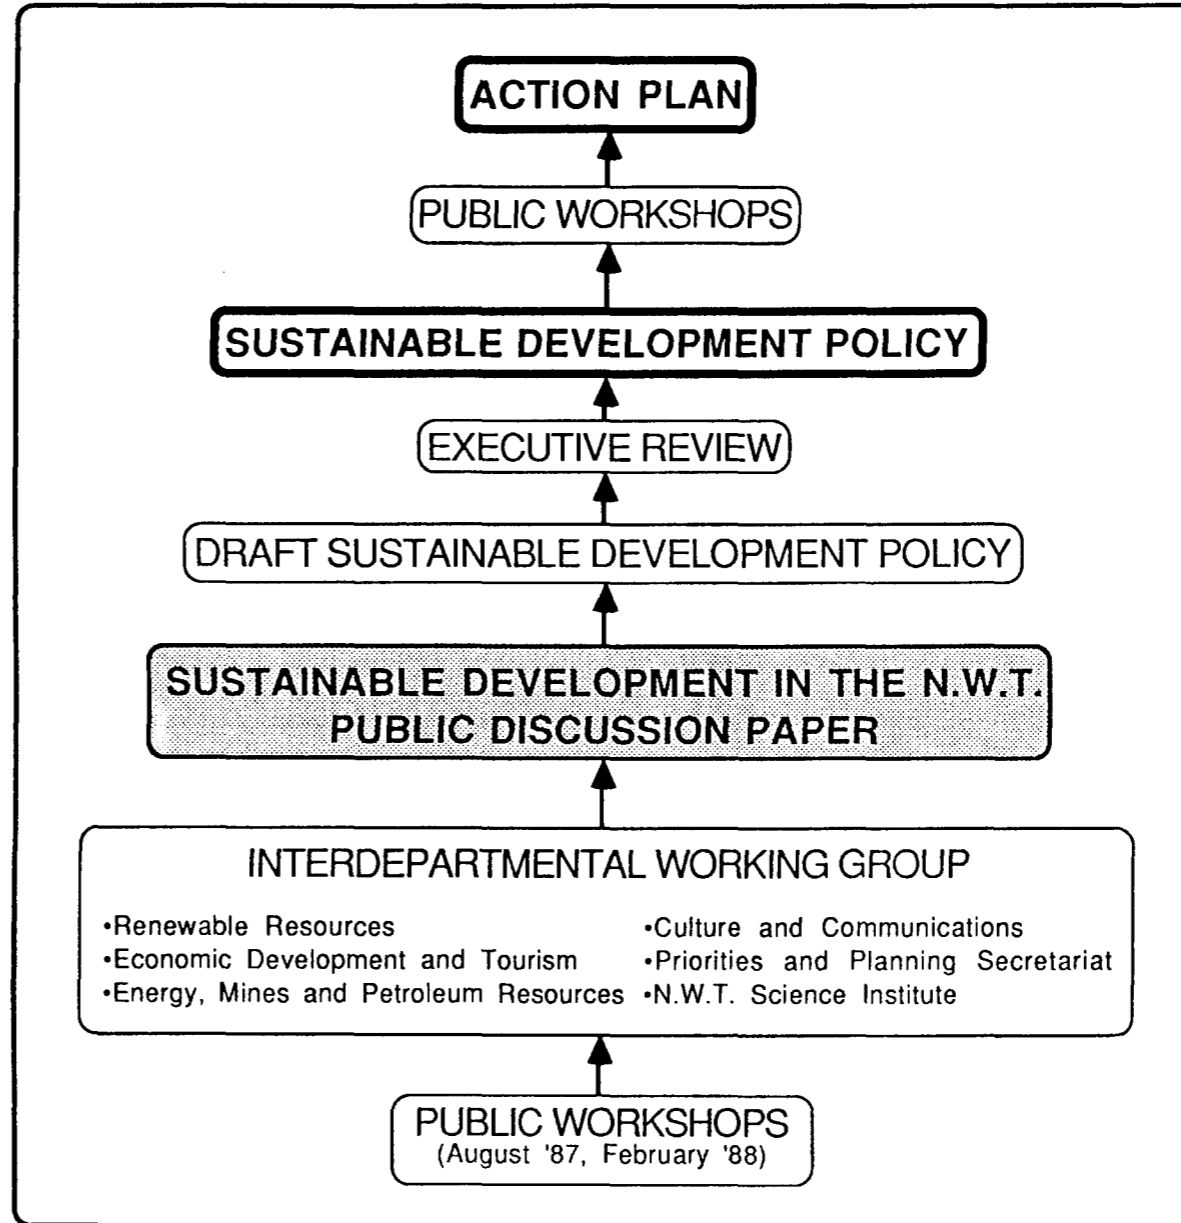 ACTION PLAN
PUBLIC WORKSHOPS
SUSTAINABLE DEVELOPMENT POLICY
EXECUTIVE REVIEW
DRAFT SUSTAINABLE DEVELOPMENT POLICY
SUSTAINABLE DEVELOPMENT IN THE N.W.T.
PUBLIC DISCUSSION PAPER
INTERDEPARTMENTAL WORKING GROUP
•Renewable Resources
•Economic Development and Tourism
•Energy, Mines and Petroleum Resources
•Culture and Communications
•Priorities and Planning Secretariat
•N.W.T. Science Institute
PUBLIC WORKSHOPS
(August '87, February '88)